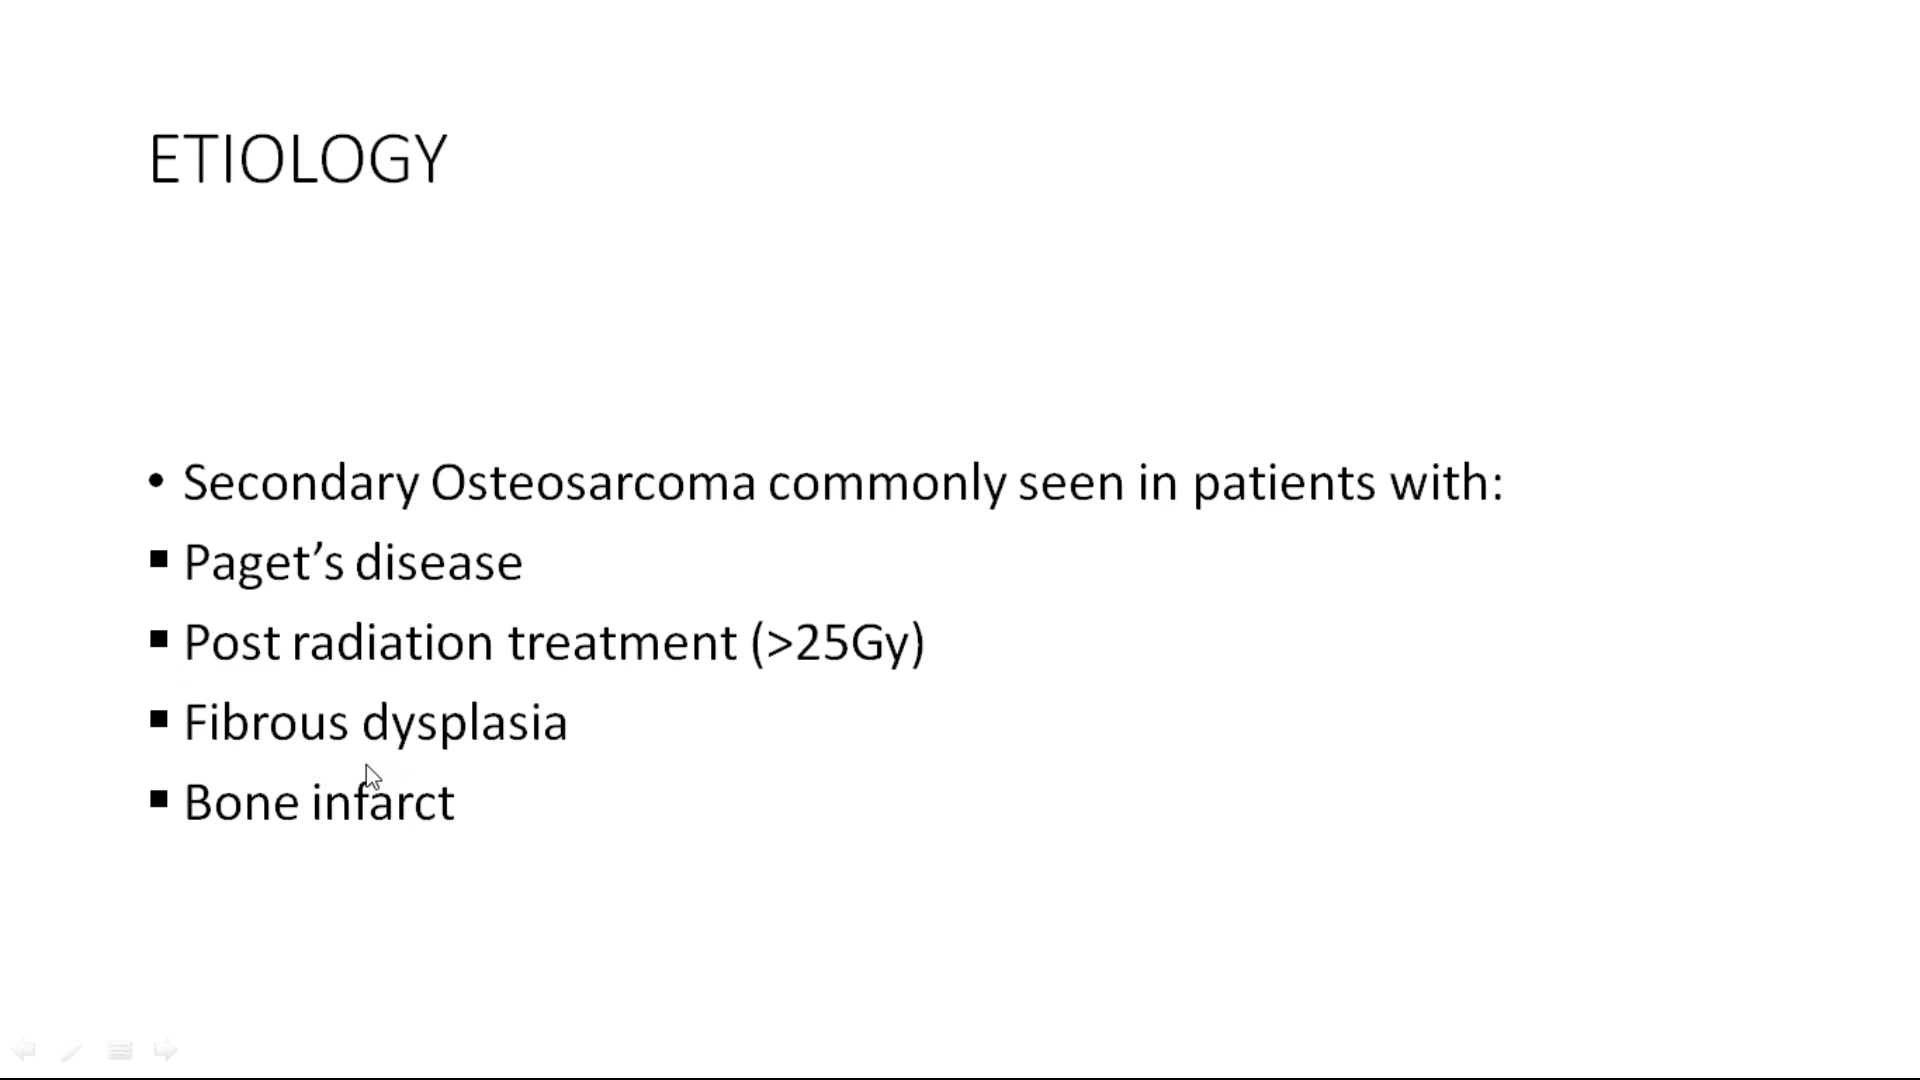 ETIOLOGY
• Secondary Osteosarcoma commonly seen in patients with:
▪ Paget’s disease
▪ Post radiation treatment (>25Gy)
▪ Fibrous dysplasia
▪ Bone infarct